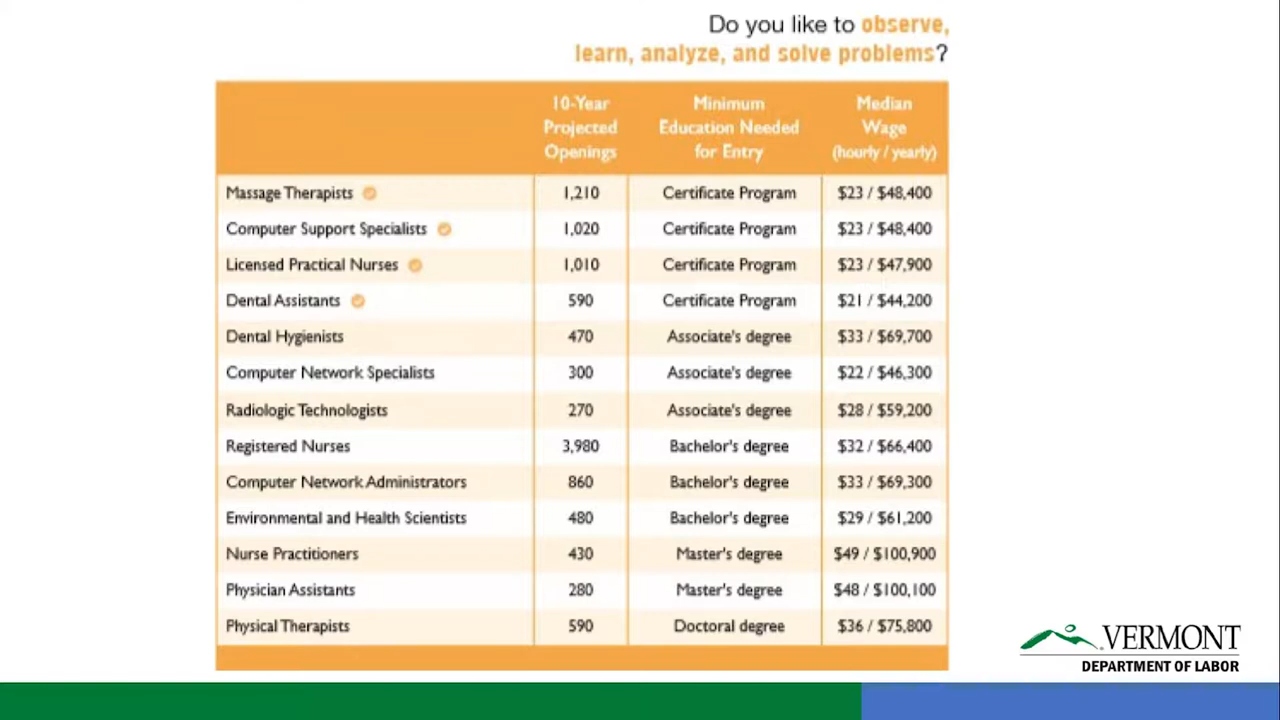 Do you like to observe,
learn, analyze, and solve problems?
10-Year Projected Openings Minimum Education Needed for Entry Median Wage (hourly / yearly)
Massage Therapists 1,210 Certificate Program $23 / $48,400
Computer Support Specialists 1,020 Certificate Program $23 / $48,400
Licensed Practical Nurses 1,010 Certificate Program $23 / $47,900
Dental Assistants 590 Certificate Program $21 / $44,200
Dental Hygienists 470 Associate's degree $33 / $69,700
Computer Network Specialists 300 Associate's degree $22 / $46,300
Radiologic Technologists 270 Associate's degree $28 / $59,200
Registered Nurses 3,980 Bachelor's degree $32 / $66,400
Computer Network Administrators 860 Bachelor's degree $33 / $69,300
Environmental and Health Scientists 480 Bachelor's degree $29 / $61,200
Nurse Practitioners 430 Master's degree $49 / $100,900
Physician Assistants 280 Master's degree $48 / $100,100
Physical Therapists 590 Doctoral degree $36 / $75,800
VERMONT
DEPARTMENT OF LABOR